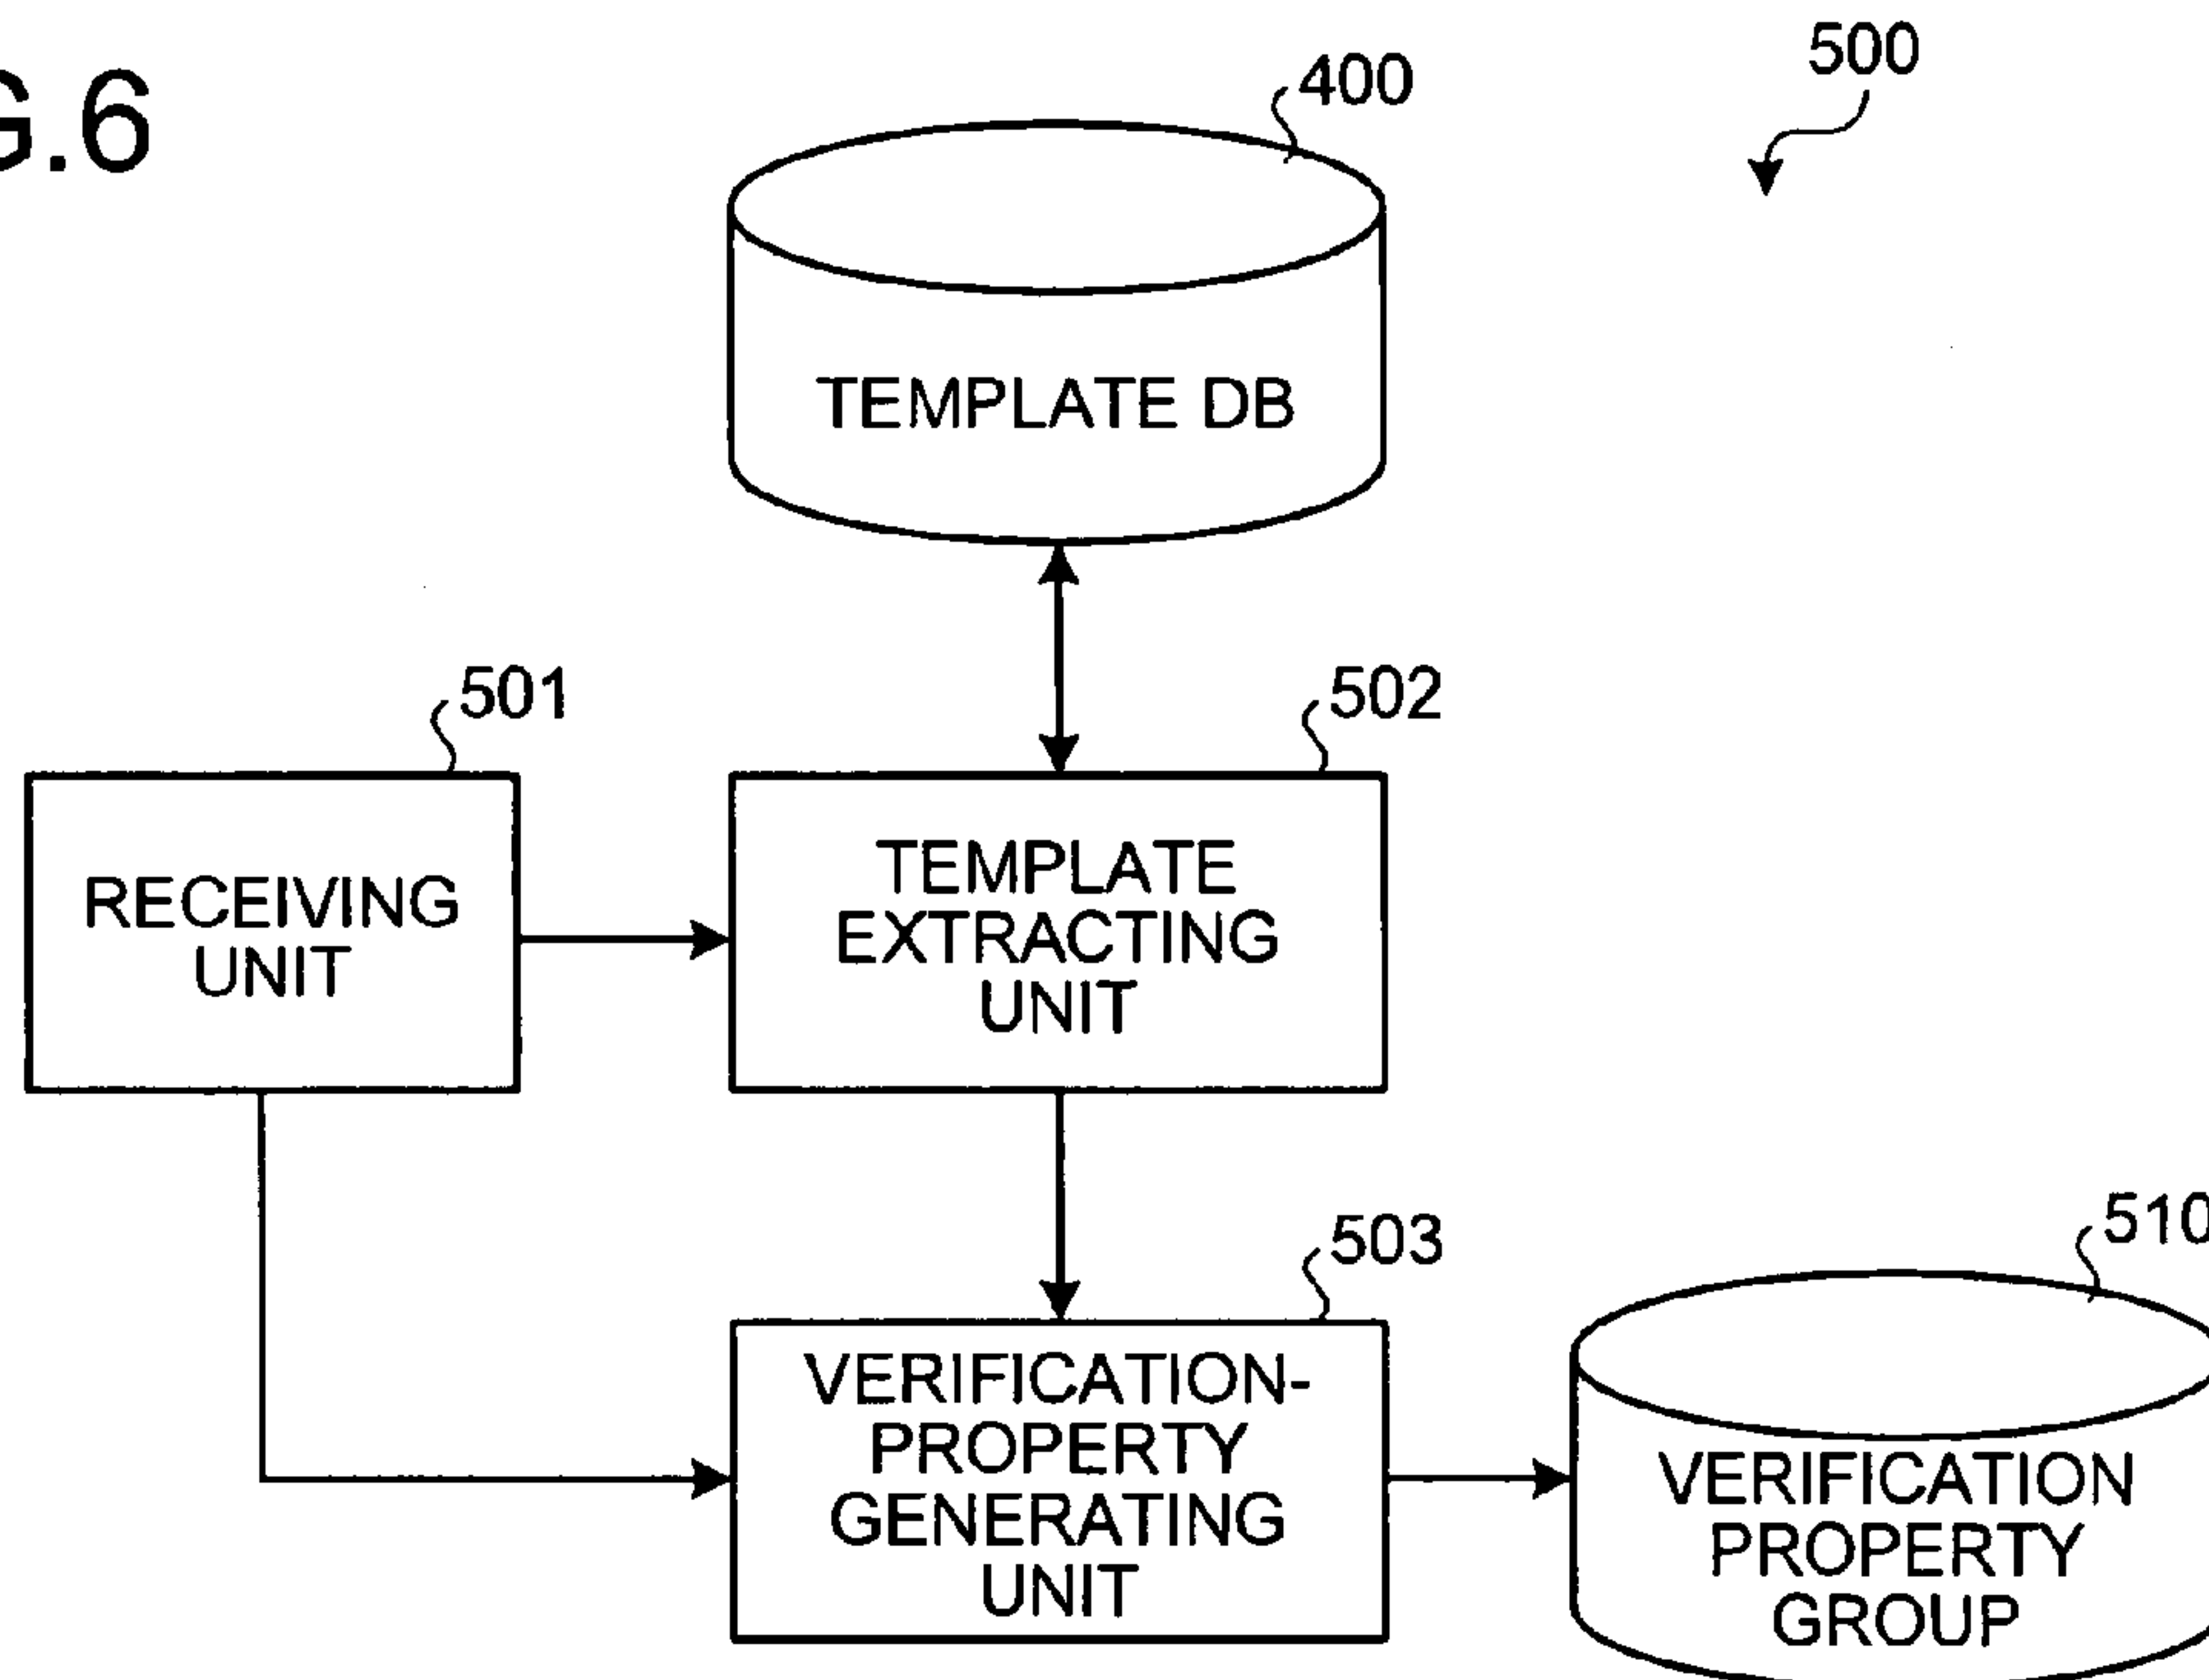 G.6
500
400
TEMPLATE DB
501
502
RECEIVING
UNIT
TEMPLATE
EXTRACTING
UNIT
503
510
VERIFICATION-
PROPERTY
GENERATING
UNIT
VERIFICATION
PROPERTY
GROUP